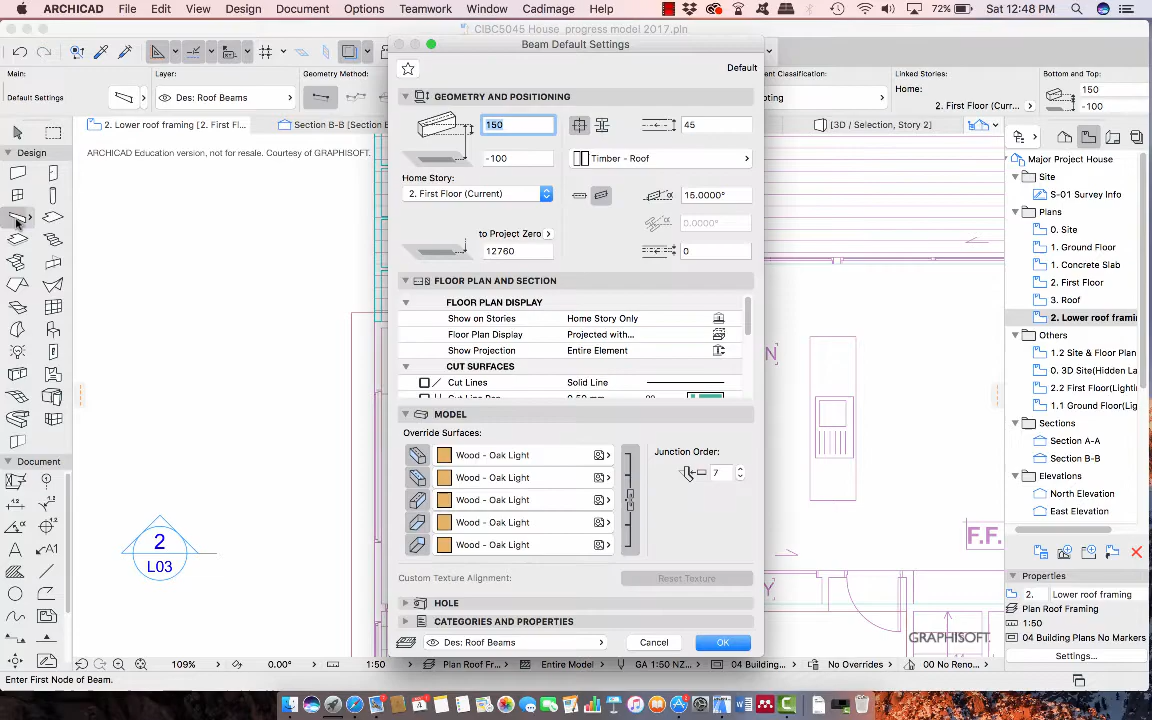 ARCHICAD File Edit View Design Document Options Teamwork Window Cadimage Help 72% Sat 12:48 PM
CIBC5045 House progress model 2017.pln
Beam Default Settings
Main:
Layer:
Geometry Method:
Linked Stories:
Bottom and Top:
Default
Default Settings
Des: Roof Beams
Classification:
Home:
2. First Floor (Curr...
150
-100
GEOMETRY AND POSITIONING
2. Lower roof framing [2. First Fl...
Section B-B [Section
[3D / Selection, Story 2]
150
45
ARCHICAD Education version, not for resale. Courtesy of GRAPHISOFT.
-100
Timber - Roof
Home Story:
2. First Floor (Current)
15.0000°
0.0000°
to Project Zero
12760
0
FLOOR PLAN AND SECTION
FLOOR PLAN DISPLAY
Show on Stories Home Story Only
Floor Plan Display Projected with...
Show Projection Entire Element
CUT SURFACES
Cut Lines Solid Line
MODEL
Override Surfaces:
Junction Order:
Wood - Oak Light
7
Wood - Oak Light
Wood - Oak Light
Wood - Oak Light
Wood - Oak Light
Custom Texture Alignment:
Reset Texture
HOLE
CATEGORIES AND PROPERTIES
Des: Roof Beams
Cancel
OK
Design
Document
2
L03
N
F.F.
Y
GRAPHISOFT.
Major Project House
Site
S-01 Survey Info
Plans
0. Site
1. Ground Floor
1. Concrete Slab
2. First Floor
3. Roof
2. Lower roof framin
Others
1.2 Site & Floor Plan
0. 3D Site(Hidden La
2.2 First Floor(Lighti
1.1 Ground Floor(Lig
Sections
Section A-A
Section B-B
Elevations
North Elevation
East Elevation
Properties
2. Lower roof framing
Plan Roof Framing
1:50
04 Building Plans No Markers
Settings...
109%
0.00°
1:50
Plan Roof Fr...
Entire Model
GA 1:50 NZ...
04 Building...
No Overrides
00 No Reno...
Enter First Node of Beam.